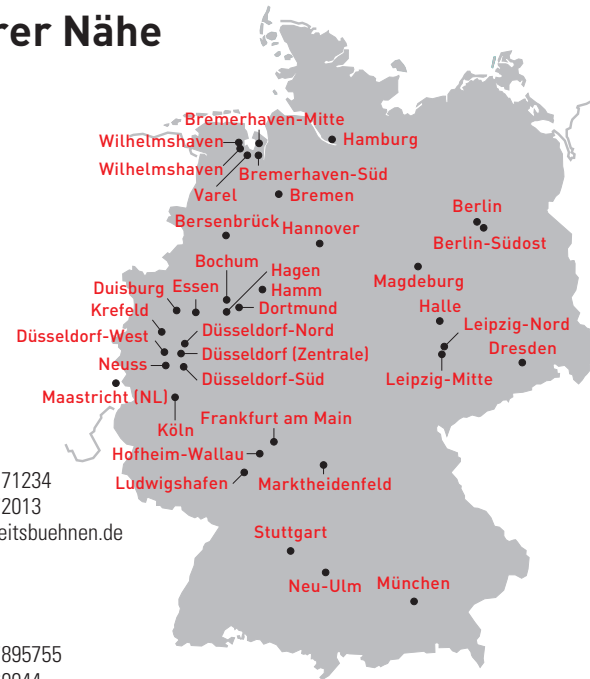 rer Nähe
Bremerhaven-Mitte
Wilhelmshaven
Hamburg
Wilhelmshaven
Varel
Bremerhaven-Süd
Bremen
Berlin
Bersenbrück
Hannover
Berlin-Südost
Bochum
Hagen
Magdeburg
Duisburg
Essen
Hamm
Krefeld
Dortmund
Halle
Düsseldorf-West
Düsseldorf-Nord
Leipzig-Nord
Düsseldorf (Zentrale)
Dresden
Neuss
Düsseldorf-Süd
Leipzig-Mitte
Maastricht (NL)
Köln
Frankfurt am Main
Hofheim-Wallau
Ludwigshafen
Marktheidenfeld
71234
2013
eitsbuehnen.de
Stuttgart
Neu-Ulm
München
895755